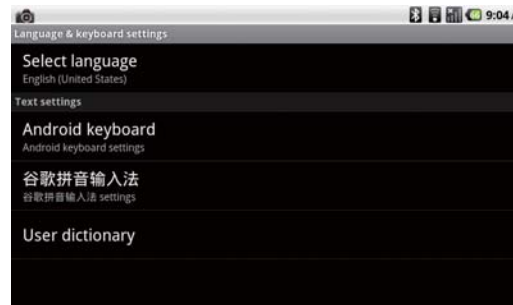 9:04
Language & keyboard settings
Select language
English (United States)
Text settings
Android keyboard
Android keyboard settings
谷歌拼音输入法
谷歌拼音输入法 settings
User dictionary